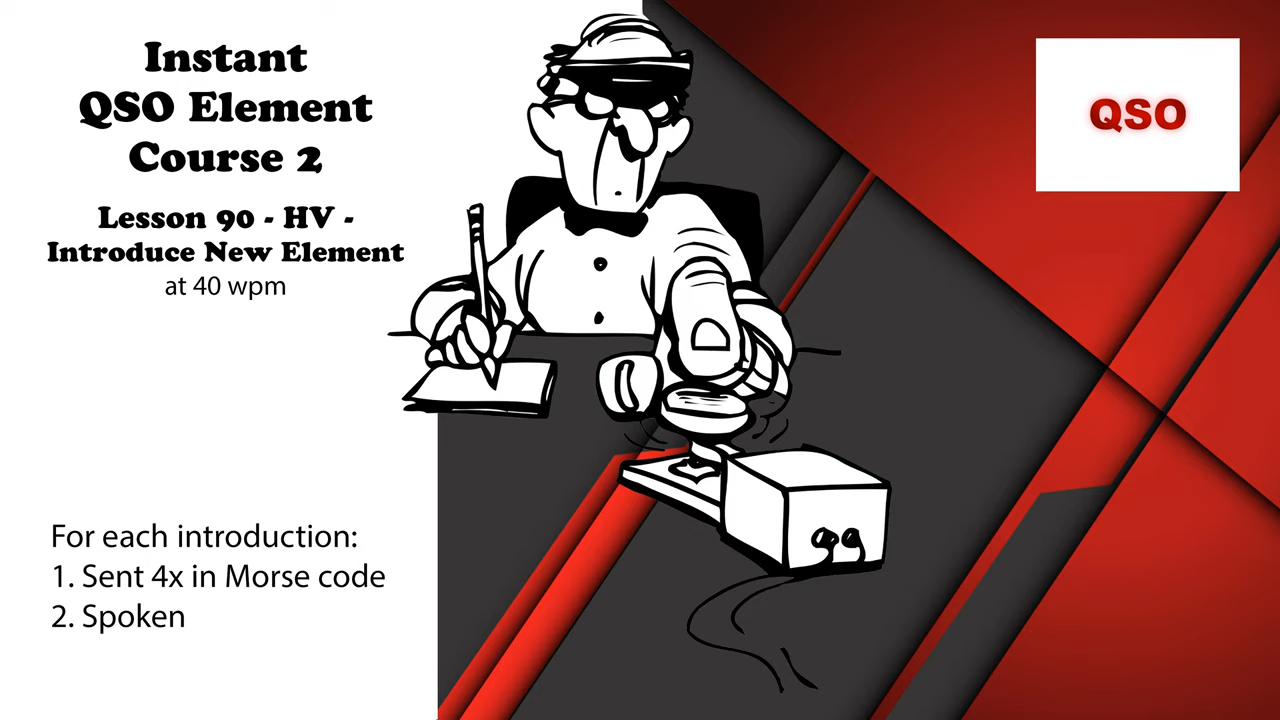 Instant
QSO Element
Course 2
Lesson 90 - HV -
Introduce New Element
at 40 wpm
QSO
For each introduction:
1. Sent 4x in Morse code
2. Spoken